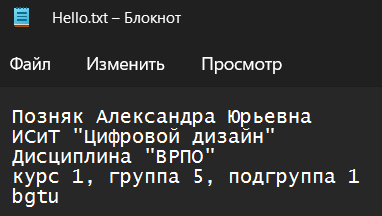 Hello.txt – Блокнот
Файл Изменить Просмотр
Позняк Александра Юрьевна
ИСиТ "Цифровой дизайн"
Дисциплина "ВРПО"
курс 1, группа 5, подгруппа 1
bgtu